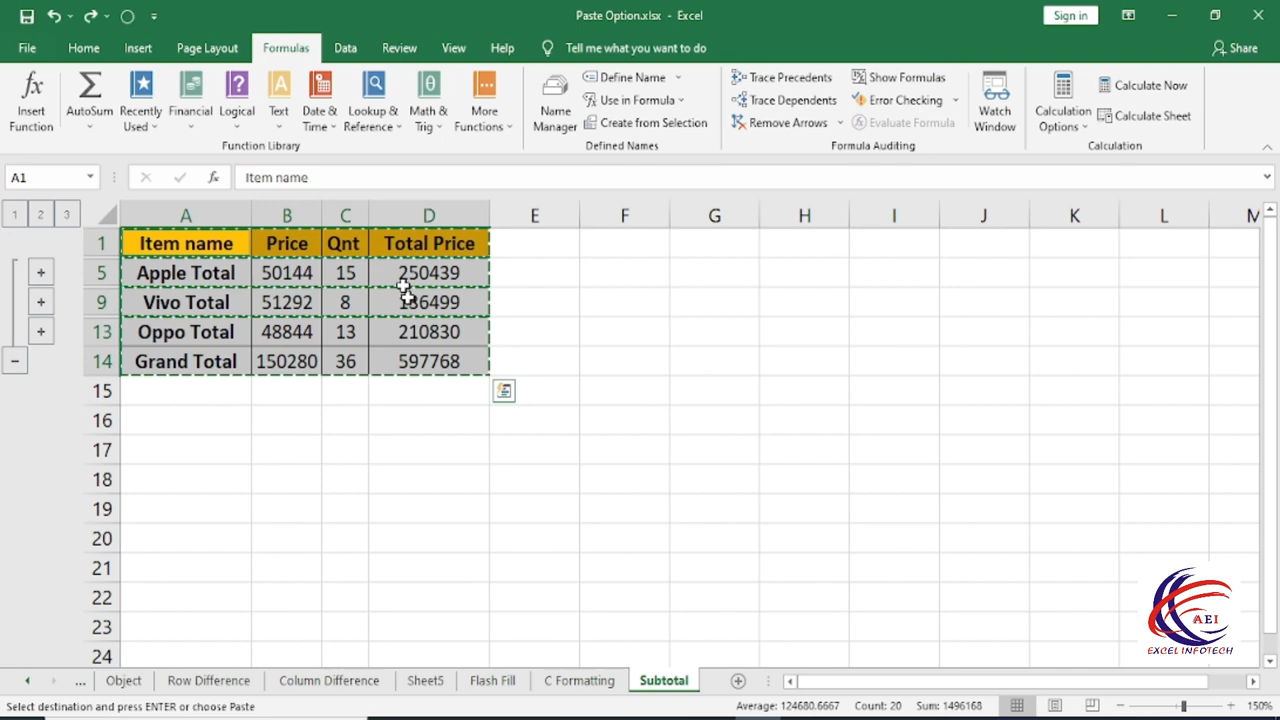 Paste Option.xlsx - Excel
Sign in
File Home Insert Page Layout Formulas Data Review View Help Tell me what you want to do Share
Insert Function
AutoSum
Recently Used
Financial
Logical
Text
Date & Time
Lookup & Reference
Math & Trig
More Functions
Function Library
Name Manager
Define Name
Use in Formula
Create from Selection
Defined Names
Trace Precedents
Trace Dependents
Remove Arrows
Show Formulas
Error Checking
Evaluate Formula
Formula Auditing
Watch Window
Calculation Options
Calculate Now
Calculate Sheet
Calculation
A1 fx Item name
1 2 3 A B C D E F G H I J K L M
1 Item name Price Qnt Total Price
5 Apple Total 50144 15 250439
9 Vivo Total 51292 8 136499
13 Oppo Total 48844 13 210830
14 Grand Total 150280 36 597768
15
16
17
18
19
20
21
22
23
24
AEI
EXCEL INFOTECH
... Object Row Difference Column Difference Sheet5 Flash Fill C Formatting Subtotal
Select destination and press ENTER or choose Paste Average: 124680.6667 Count: 20 Sum: 1496168 150%